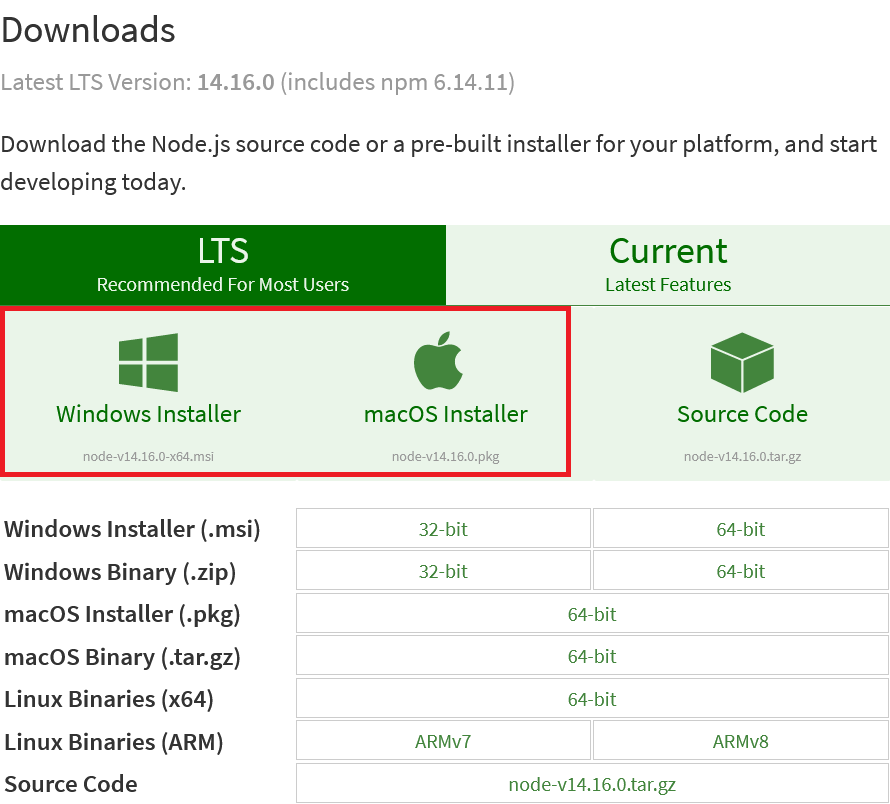 Downloads
Latest LTS Version: 14.16.0 (includes npm 6.14.11)
Download the Node.js source code or a pre-built installer for your platform, and start
developing today.
LTS
Recommended For Most Users
Current
Latest Features
Windows Installer
node-v14.16.0-x64.msi
macOS Installer
node-v14.16.0.pkg
Source Code
node-v14.16.0.tar.gz
Windows Installer (.msi) 32-bit 64-bit
Windows Binary (.zip) 32-bit 64-bit
macOS Installer (.pkg) 64-bit
macOS Binary (.tar.gz) 64-bit
Linux Binaries (x64) 64-bit
Linux Binaries (ARM) ARMv7 ARMv8
Source Code node-v14.16.0.tar.gz